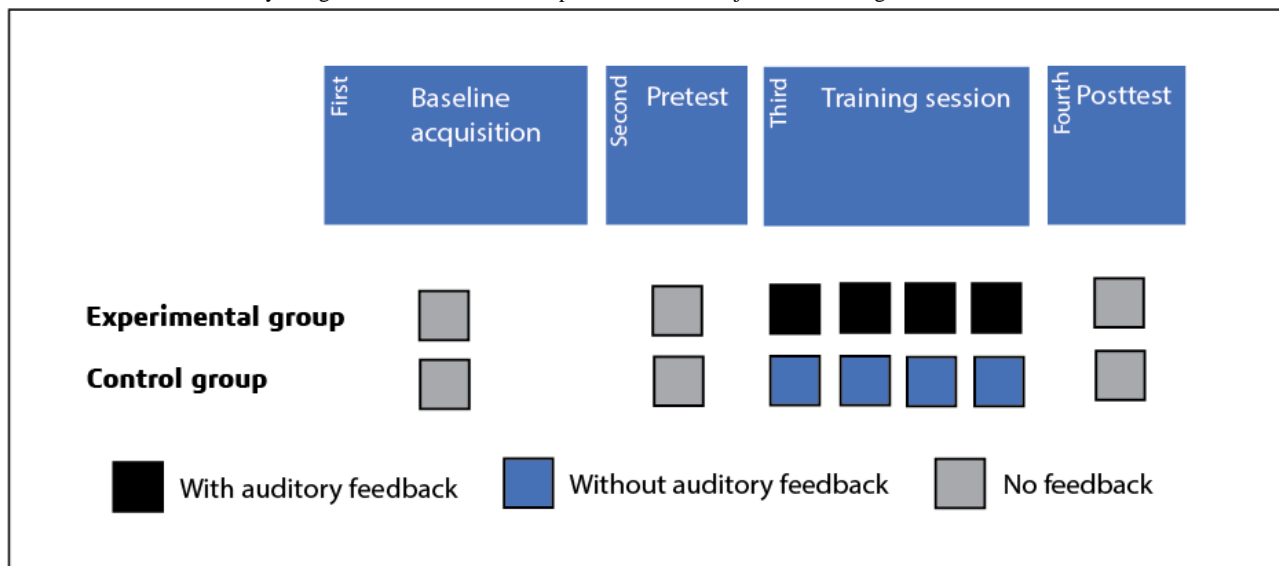 First
Baseline
acquisition
Second
Pretest
Third
Training session
Fourth
Posttest
Experimental group
Control group
With auditory feedback
Without auditory feedback
No feedback